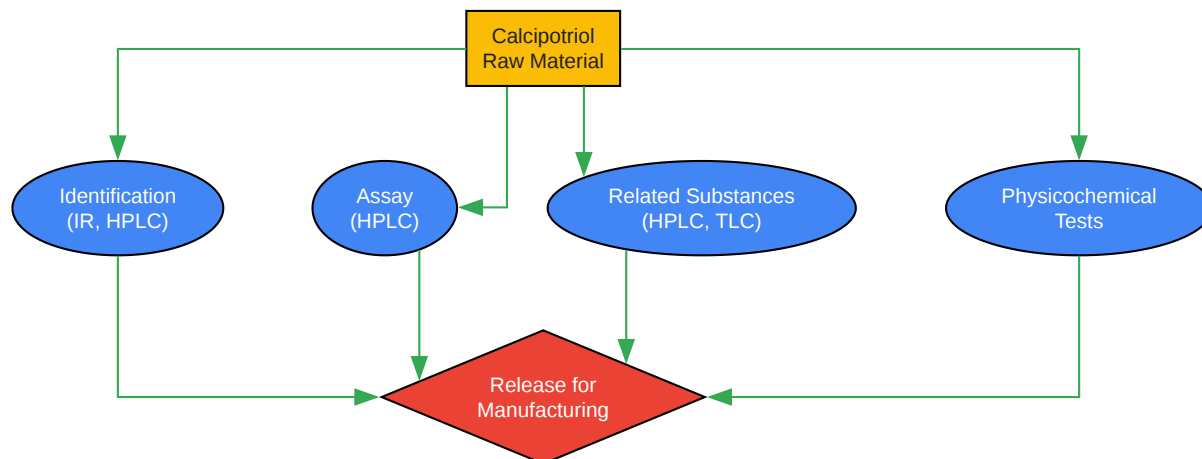 Calcipotriol
Raw Material
Identification
(IR, HPLC)
Assay
(HPLC)
Related Substances
(HPLC, TLC)
Physicochemical
Tests
Release for
Manufacturing